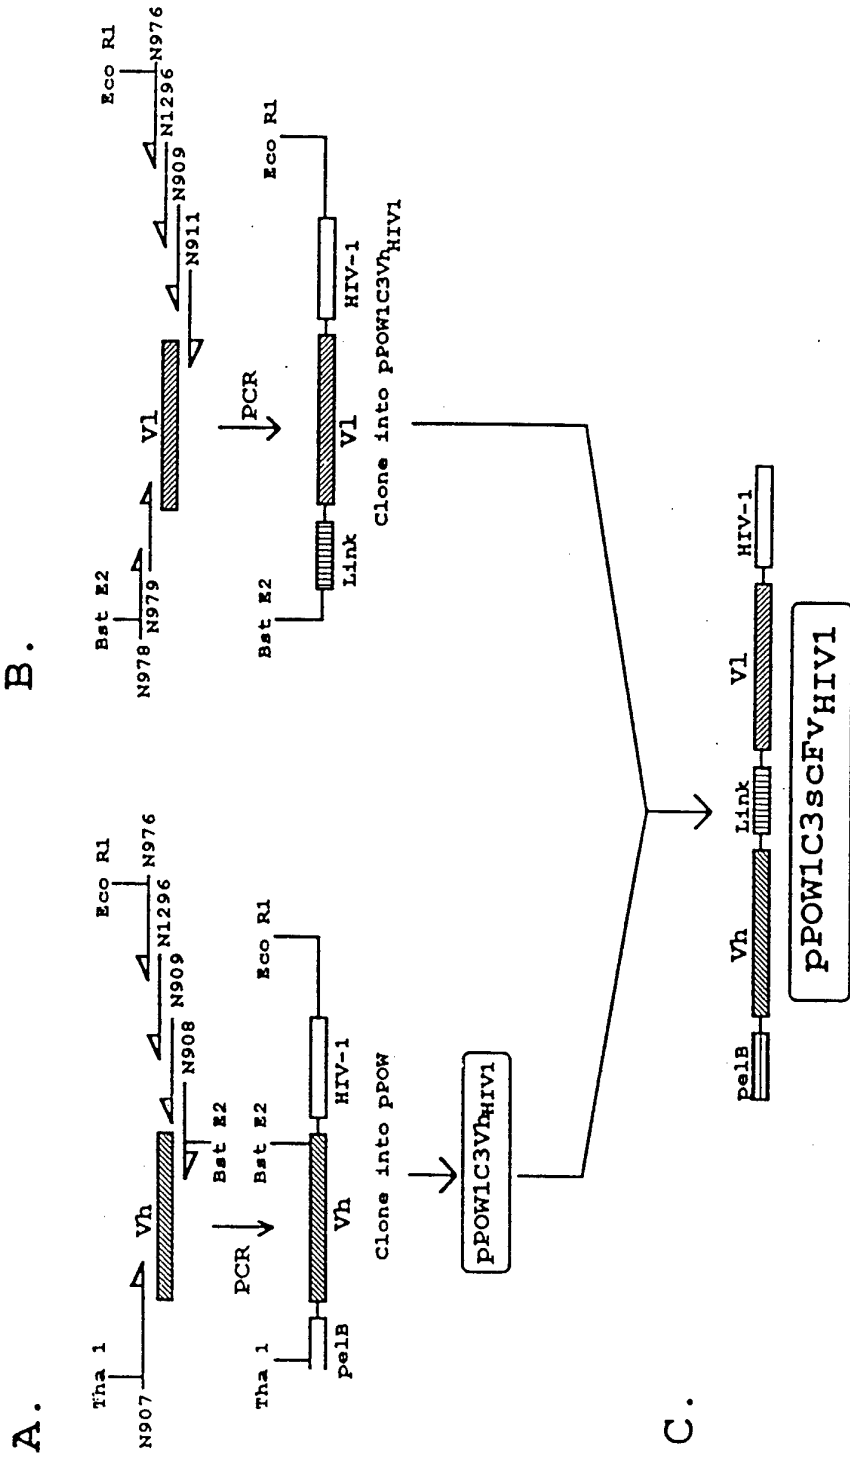 A.
Tha 1
Eco R1
N907
Vh
N976
N1296
N909
N908
Bst E2
PCR
Tha 1
Bst E2
Eco R1
pelB
Vh
HIV-1
Clone into pPOW
pPOW1C3VhHIV1
B.
Bst E2
Eco R1
N978
N979
Vl
N976
N1296
N909
N911
PCR
Bst E2
Eco R1
Link
Vl
HIV-1
Clone into pPOW1C3VhHIV1
C.
pelB
Vh
Link
Vl
HIV-1
pPOW1C3scFvHIV1